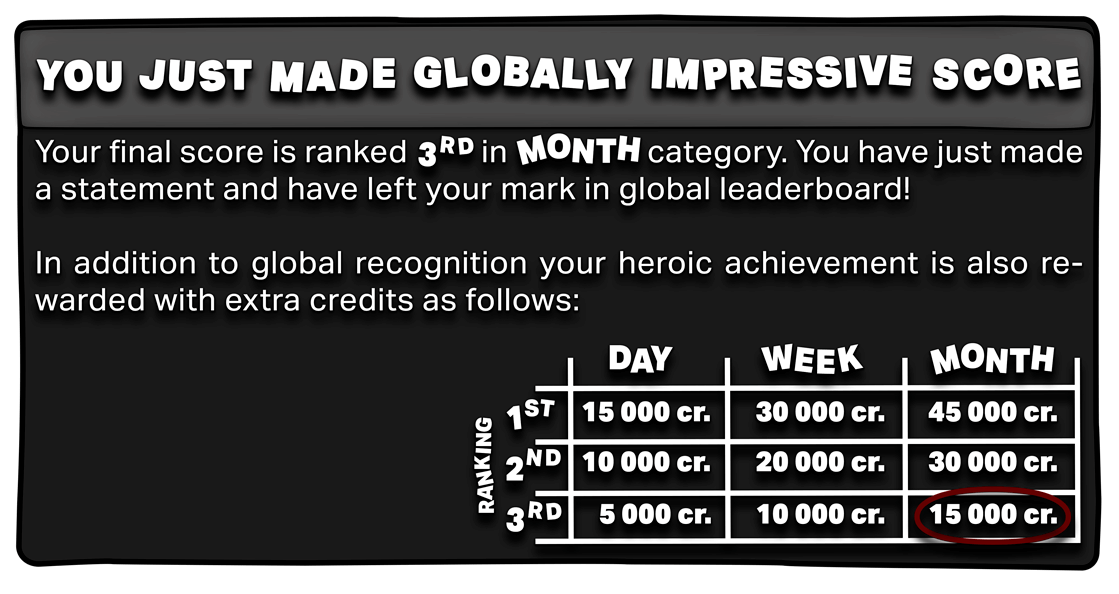 YOU JUST MADE GLOBALLY IMPRESSIVE SCORE
Your final score is ranked 3RD in MONTH category. You have just made
a statement and have left your mark in global leaderboard!
In addition to global recognition your heroic achievement is also re-
warded with extra credits as follows:
DAY WEEK MONTH
RANKING
1ST 15 000 cr. 30 000 cr. 45 000 cr.
2ND 10 000 cr. 20 000 cr. 30 000 cr.
3RD 5 000 cr. 10 000 cr. 15 000 cr.